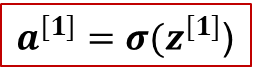 a^[1] = σ(z^[1])